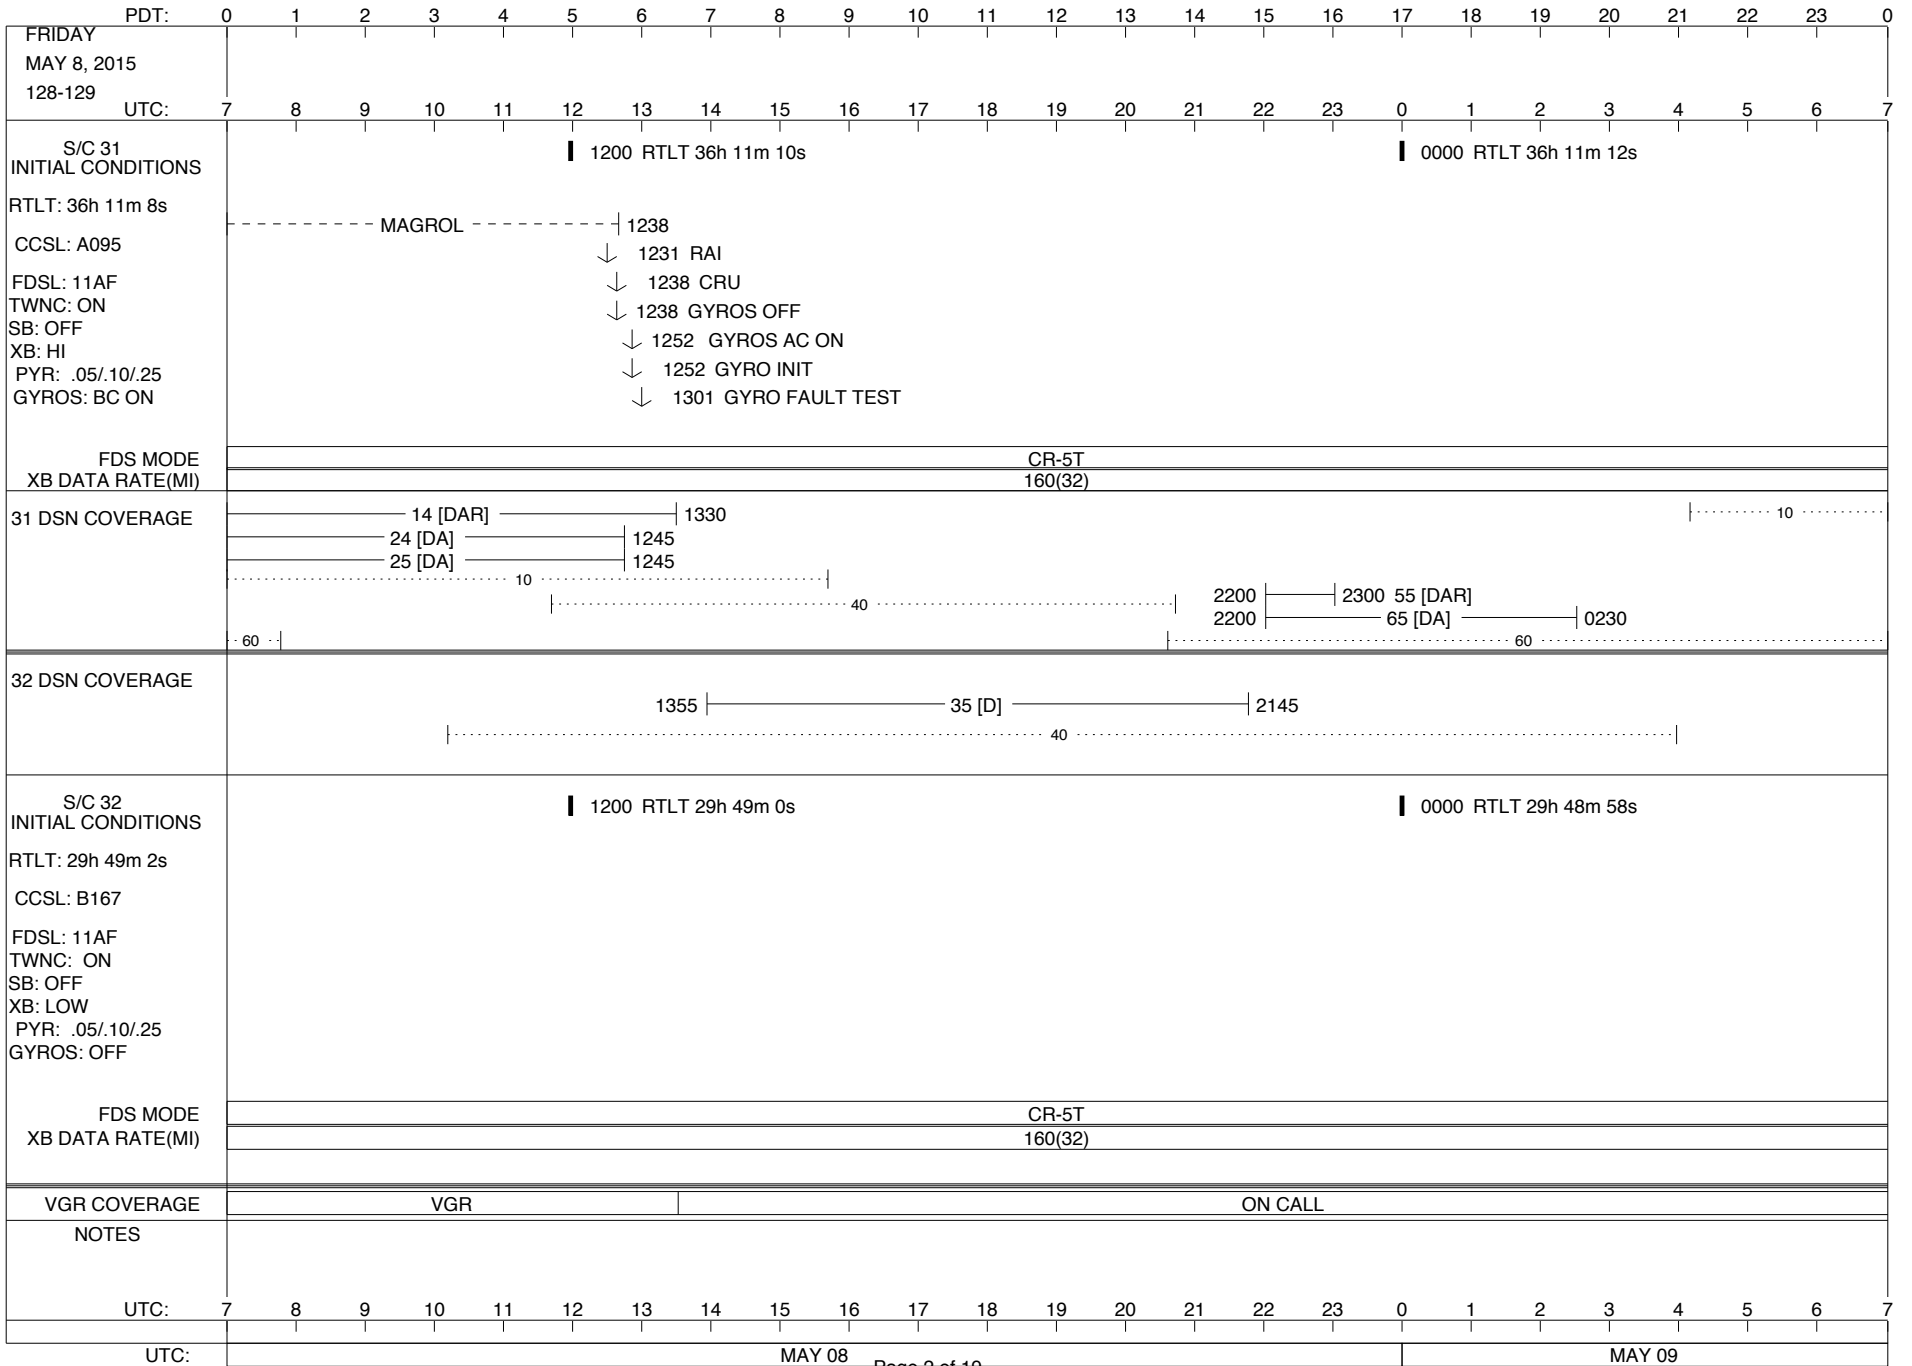 PDT: 0 1 2 3 4 5 6 7 8 9 10 11 12 13 14 15 16 17 18 19 20 21 22 23 0
FRIDAY
MAY 8, 2015
128-129
UTC: 7 8 9 10 11 12 13 14 15 16 17 18 19 20 21 22 23 0 1 2 3 4 5 6 7
S/C 31
INITIAL CONDITIONS
1200 RTLT 36h 11m 10s
0000 RTLT 36h 11m 12s
RTLT: 36h 11m 8s
MAGROL 1238
CCSL: A095
1231 RAI
FDSL: 11AF
1238 CRU
TWNC: ON
1238 GYROS OFF
SB: OFF
1252 GYROS AC ON
XB: HI
1252 GYRO INIT
PYR: .05/.10/.25
GYROS: BC ON
1301 GYRO FAULT TEST
FDS MODE CR-5T
XB DATA RATE(MI) 160(32)
31 DSN COVERAGE
14 [DAR] 1330
10
24 [DA] 1245
25 [DA] 1245
10
2200 2300 55 [DAR]
40
2200 65 [DA] 0230
60 60
32 DSN COVERAGE
1355 35 [D] 2145
40
S/C 32
INITIAL CONDITIONS
1200 RTLT 29h 49m 0s
0000 RTLT 29h 48m 58s
RTLT: 29h 49m 2s
CCSL: B167
FDSL: 11AF
TWNC: ON
SB: OFF
XB: LOW
PYR: .05/.10/.25
GYROS: OFF
FDS MODE CR-5T
XB DATA RATE(MI) 160(32)
VGR COVERAGE VGR ON CALL
NOTES
UTC: 7 8 9 10 11 12 13 14 15 16 17 18 19 20 21 22 23 0 1 2 3 4 5 6 7
UTC: MAY 08 MAY 09
Page 2 of 19